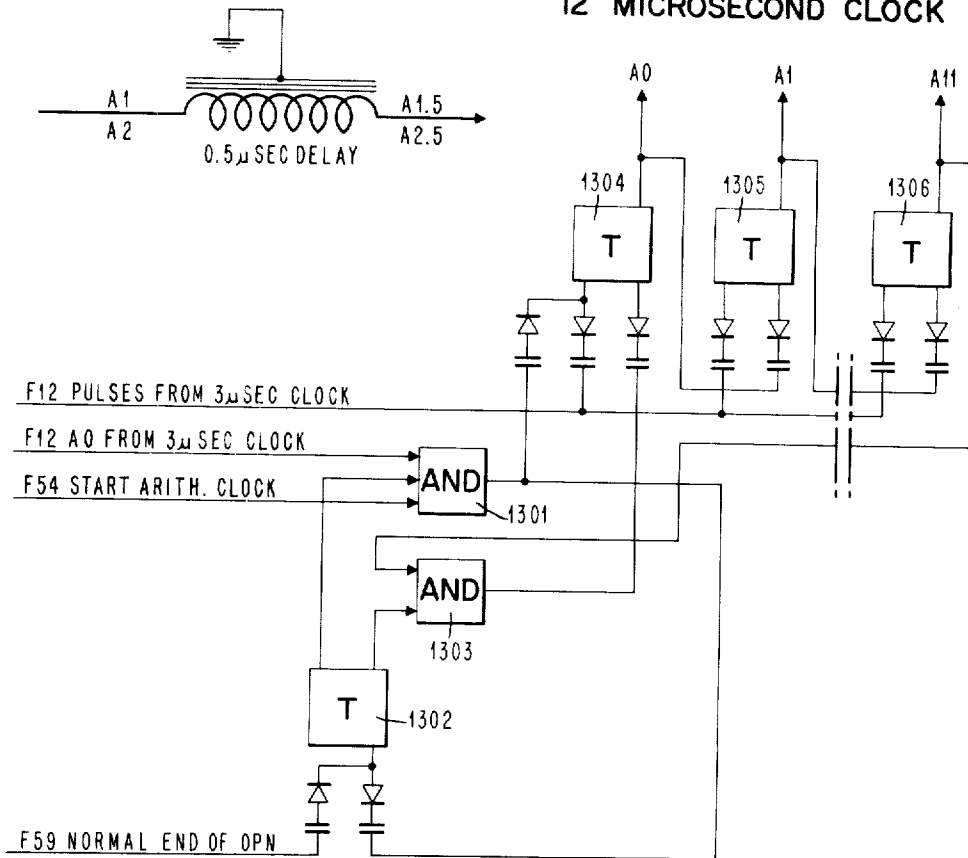 12 MICROSECOND CLOCK
A1
A2
A1.5
A2.5
0.5μ SEC DELAY
A0
A1
A11
1304
1305
1306
T
T
T
F12 PULSES FROM 3μSEC CLOCK
F12 A0 FROM 3μSEC CLOCK
F54 START ARITH. CLOCK
AND
1301
AND
1303
T
1302
F59 NORMAL END OF OPN